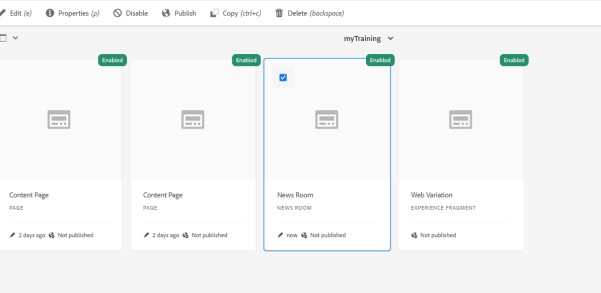 Edit (e) Properties (p) Disable Publish Copy (ctrl+c) Delete (backspace)
myTraining
Enabled Enabled Enabled Enabled
Content Page Content Page News Room Web Variation
PAGE PAGE NEWS ROOM EXPERIENCE FRAGMENT
2 days ago Not published 2 days ago Not published now Not published Not published